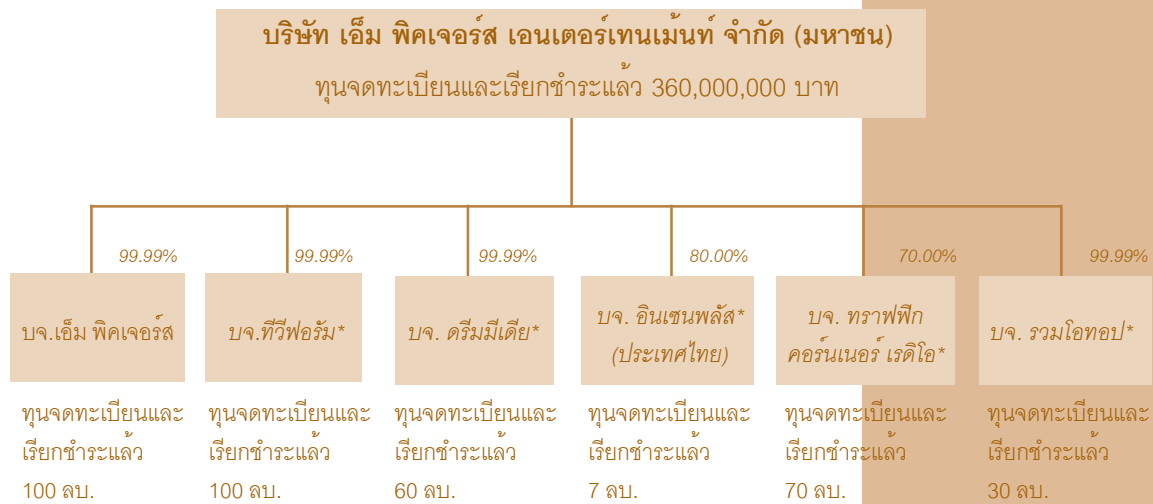 บริษัท เอ็ม พิคเจอร์ส เอนเตอร์เทนเม้นท์ จำกัด (มหาชน)
ทุนจดทะเบียนและเรียกชำระแล้ว 360,000,000 บาท
99.99%
99.99%
99.99%
80.00%
70.00%
99.99%
บจ.เอ็ม พิคเจอร์ส
บจ.ทีวีฟอรัม*
บจ. ดรีมมีเดีย*
บจ. อินเซนพลัส*
(ประเทศไทย)
บจ. ทราฟฟิก
คอร์นเนอร์ เรดิโอ*
บจ. รวมโอทอป*
ทุนจดทะเบียนและ
เรียกชำระแล้ว
100 ลบ.
ทุนจดทะเบียนและ
เรียกชำระแล้ว
100 ลบ.
ทุนจดทะเบียนและ
เรียกชำระแล้ว
60 ลบ.
ทุนจดทะเบียนและ
เรียกชำระแล้ว
7 ลบ.
ทุนจดทะเบียนและ
เรียกชำระแล้ว
70 ลบ.
ทุนจดทะเบียนและ
เรียกชำระแล้ว
30 ลบ.